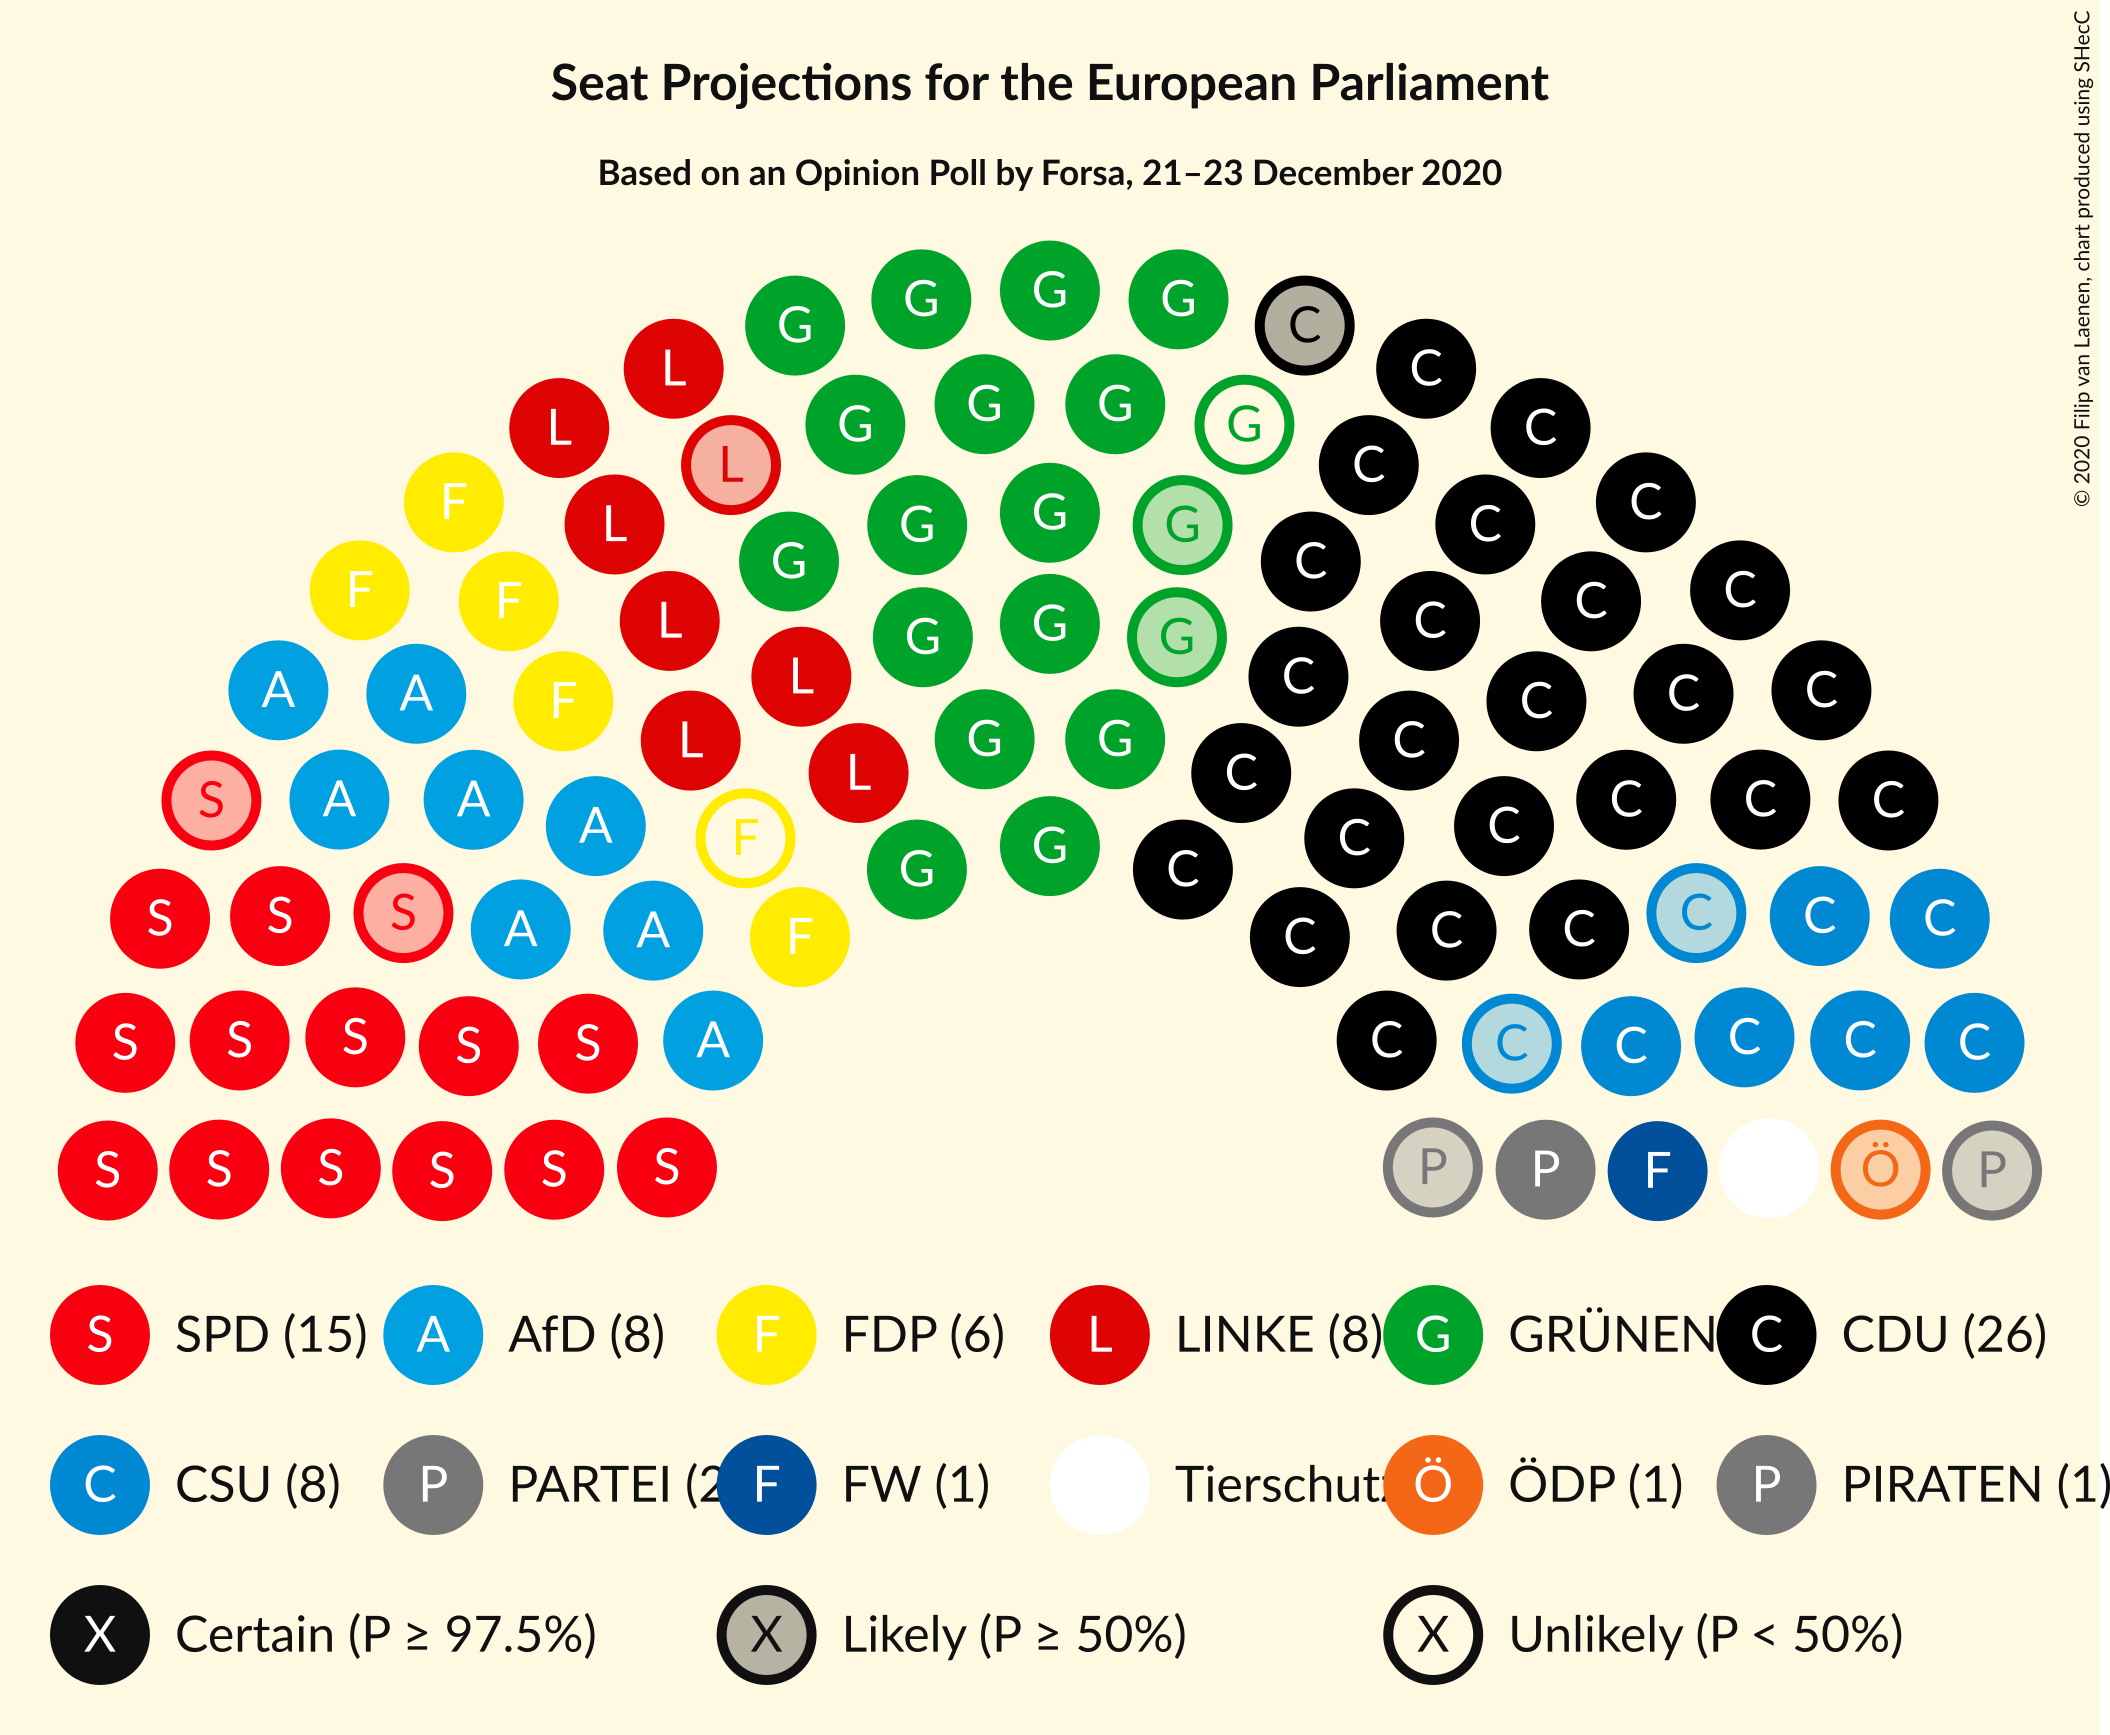 Seat Projections for the European Parliament
Based on an Opinion Poll by Forsa, 21–23 December 2020
© 2020 Filip van Laenen, chart produced using SHecC
G G G G C
L G G G G C
L L G G G G C C
F L G G C C C
F F L G G G C C C C
A A F L L G G C C C C C
S A A A F L G G C C C C C C
S S S A A F G G C C C C C C C
S S S S S A C C C C C C
S S S S S S P P F Ö P
S SPD (15) A AfD (8) F FDP (6) L LINKE (8) G GRÜNEN C CDU (26)
C CSU (8) P PARTEI (2 F FW (1) Tierschutz Ö ÖDP (1) P PIRATEN (1)
X Certain (P ≥ 97.5%) X Likely (P ≥ 50%) X Unlikely (P < 50%)